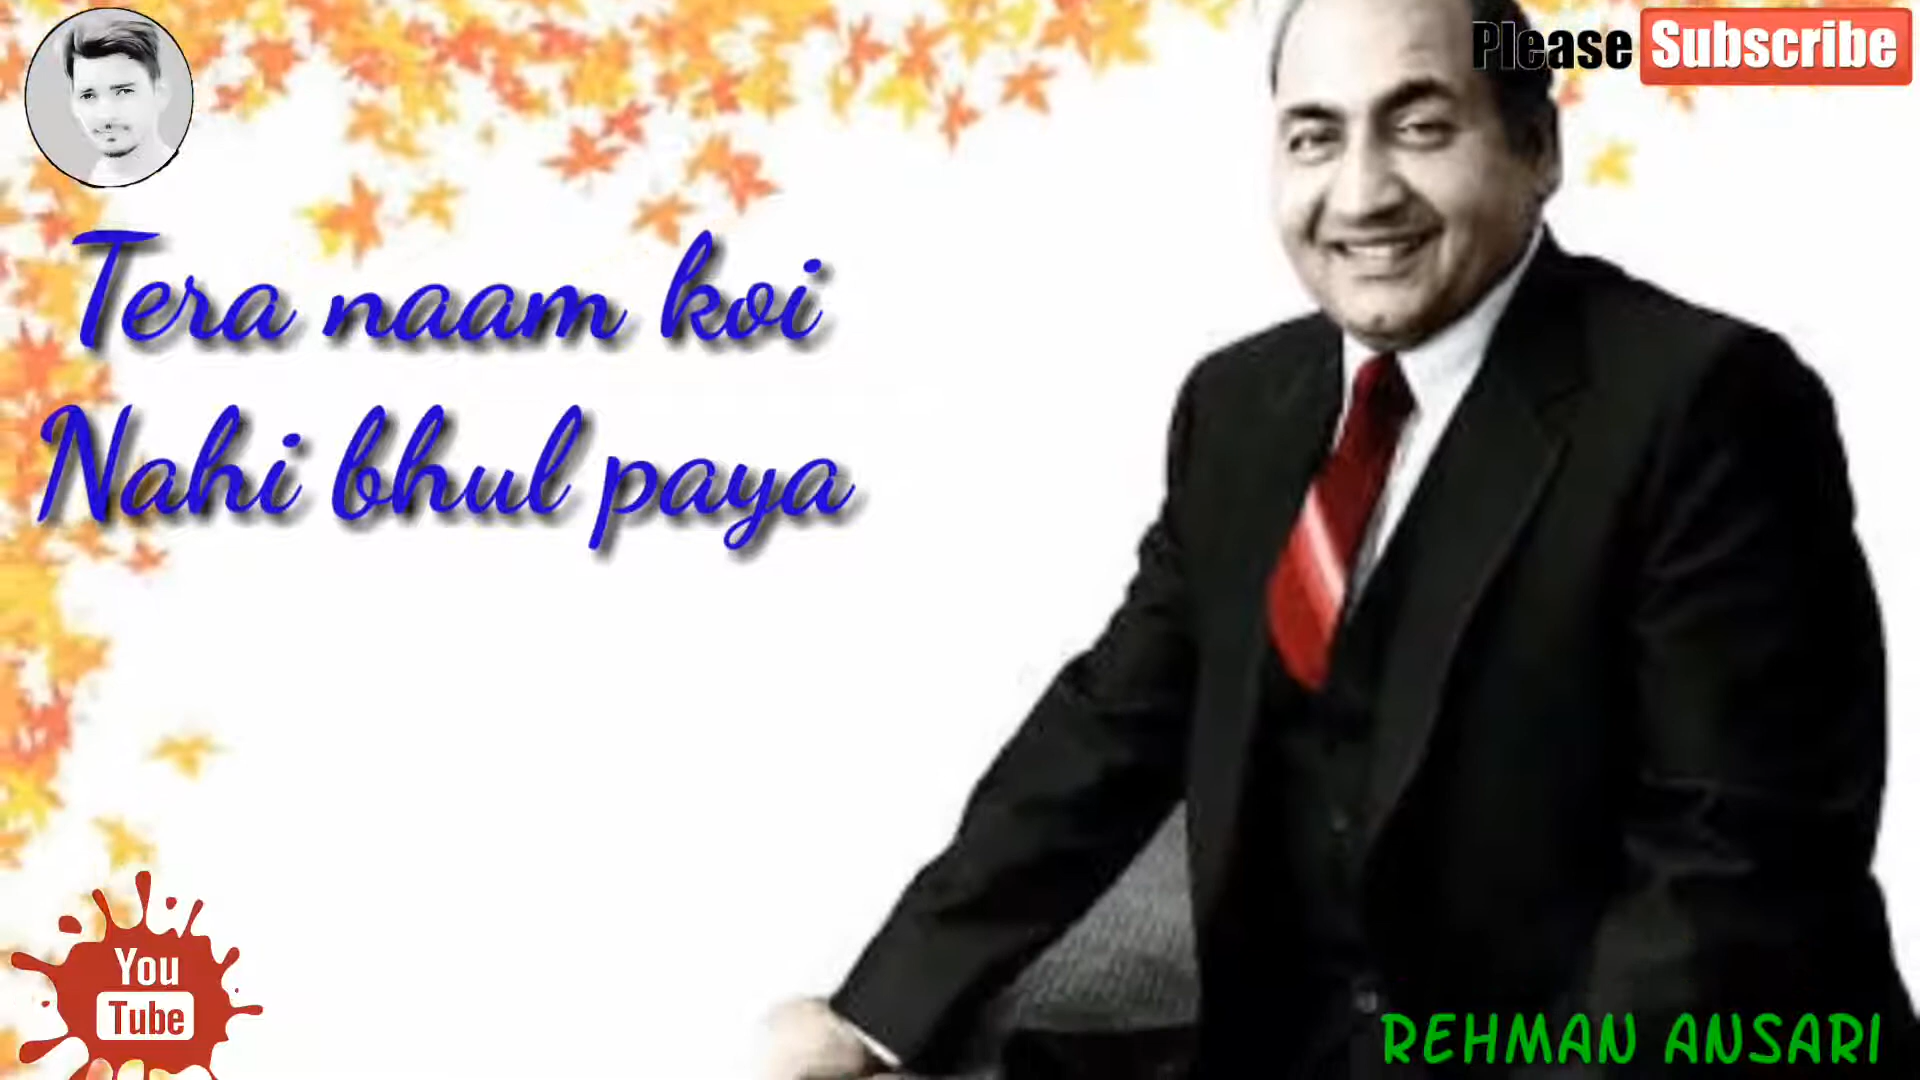 Please Subscribe
Tera naam koi
Nahi bhul paya
You
Tube
REHMAN ANSARI